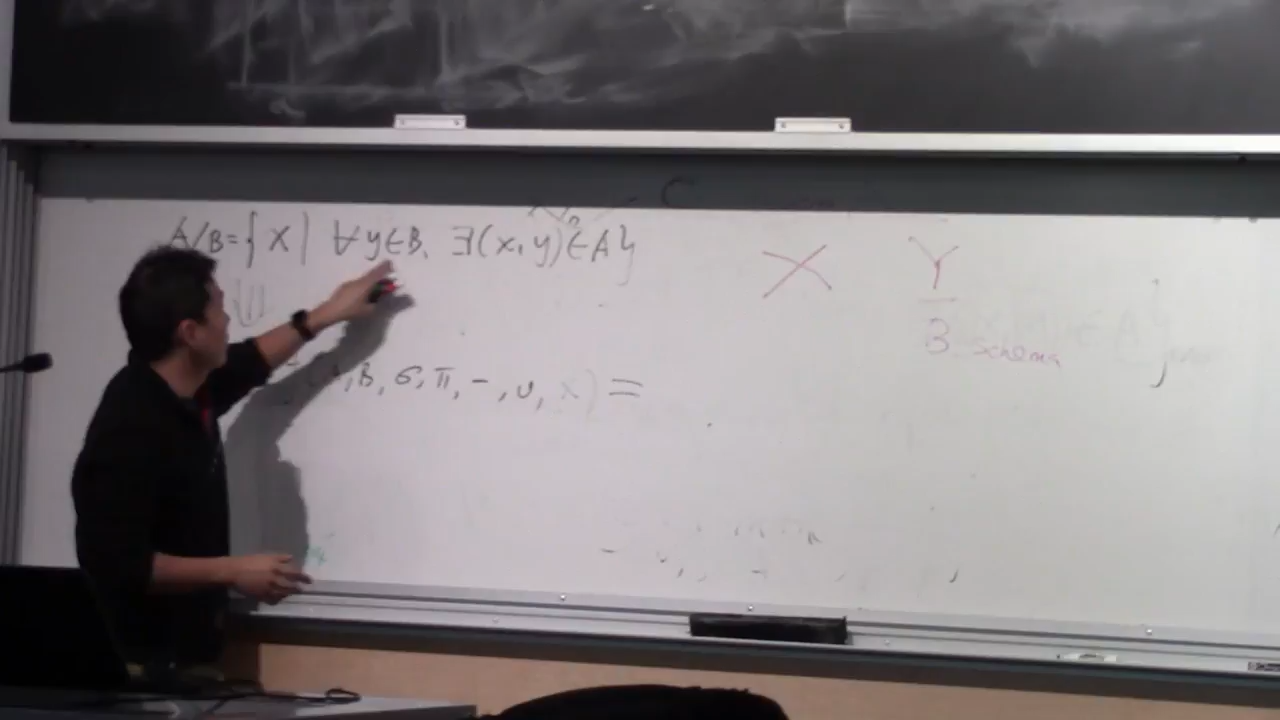 A/B={ X | ∀ y∈B, ∃(x,y)∈A}
X Y
B. Schema
A, B, σ, π, -, ∪, ×) =